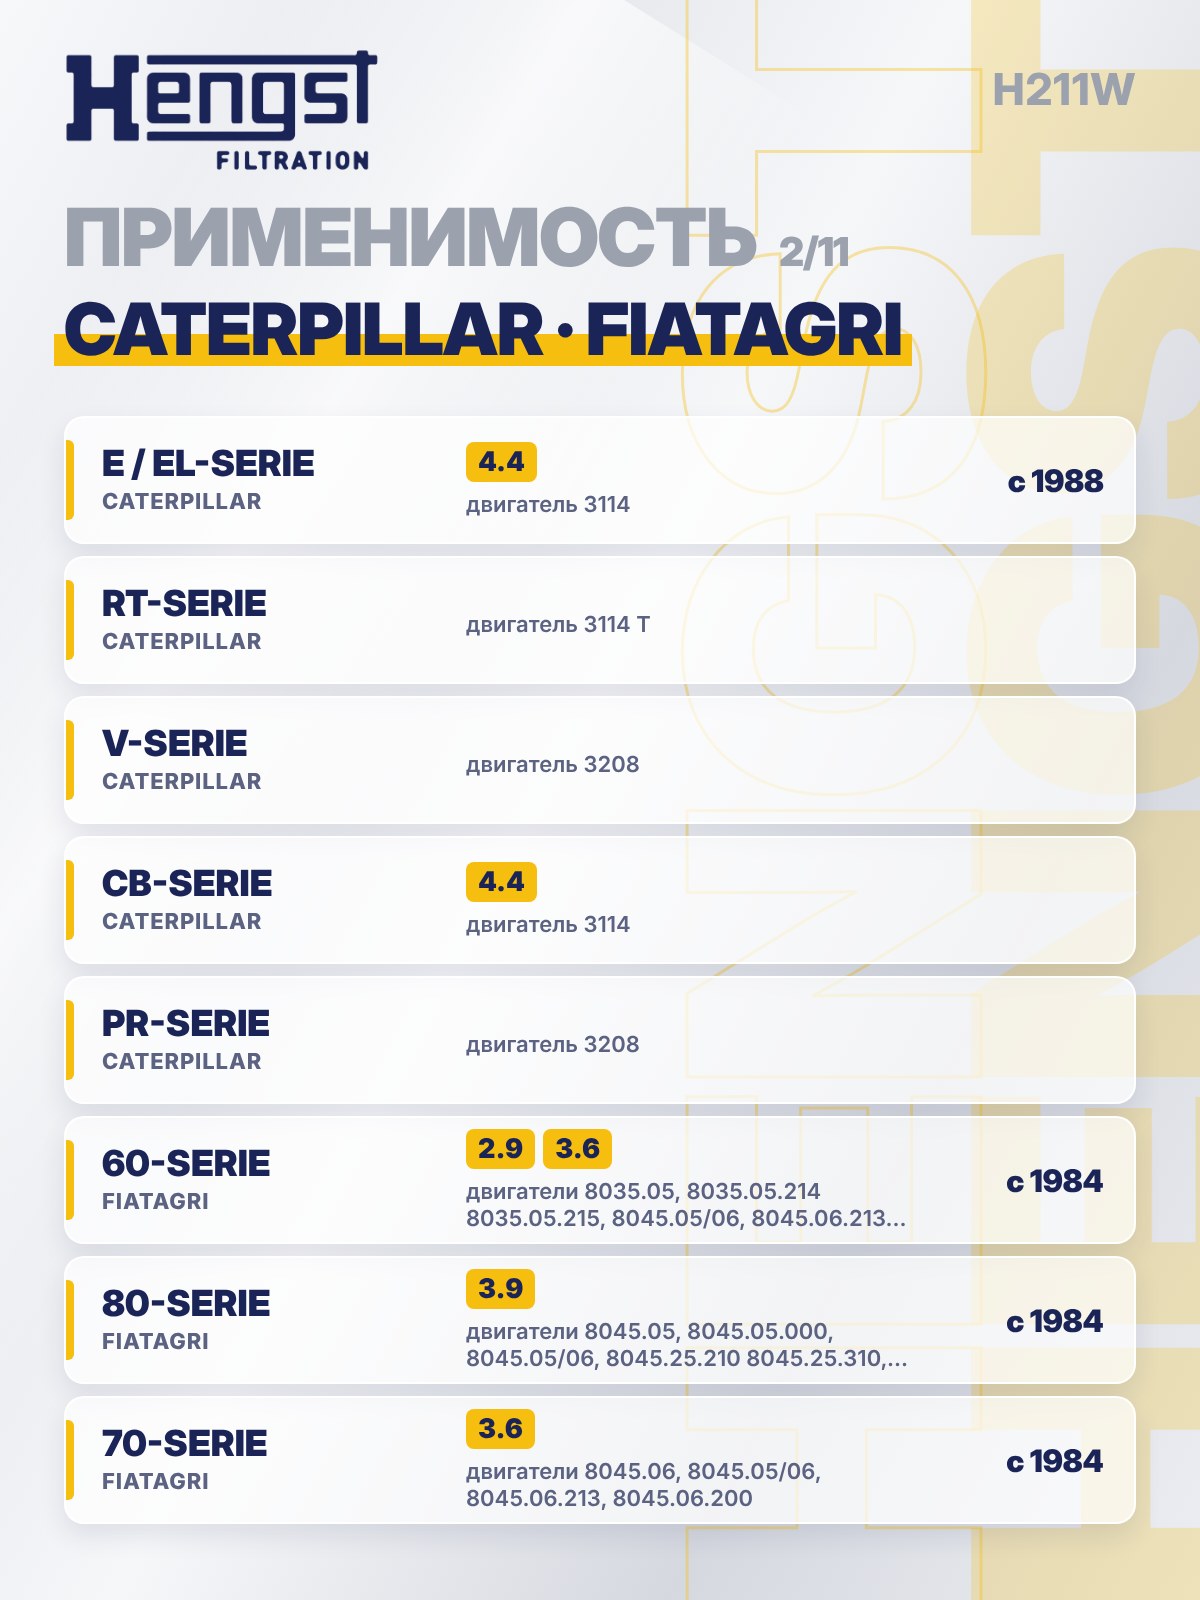 Hengst
FILTRATION
H211W
ПРИМЕНИМОСТЬ 2/11
CATERPILLAR · FIATAGRI
E / EL-SERIE
CATERPILLAR
4.4
двигатель 3114
с 1988
RT-SERIE
CATERPILLAR
двигатель 3114 T
V-SERIE
CATERPILLAR
двигатель 3208
CB-SERIE
CATERPILLAR
4.4
двигатель 3114
PR-SERIE
CATERPILLAR
двигатель 3208
60-SERIE
FIATAGRI
2.9 3.6
двигатели 8035.05, 8035.05.214
8035.05.215, 8045.05/06, 8045.06.213...
с 1984
80-SERIE
FIATAGRI
3.9
двигатели 8045.05, 8045.05.000,
8045.05/06, 8045.25.210 8045.25.310,...
с 1984
70-SERIE
FIATAGRI
3.6
двигатели 8045.06, 8045.05/06,
8045.06.213, 8045.06.200
с 1984
HENGST
HENGST